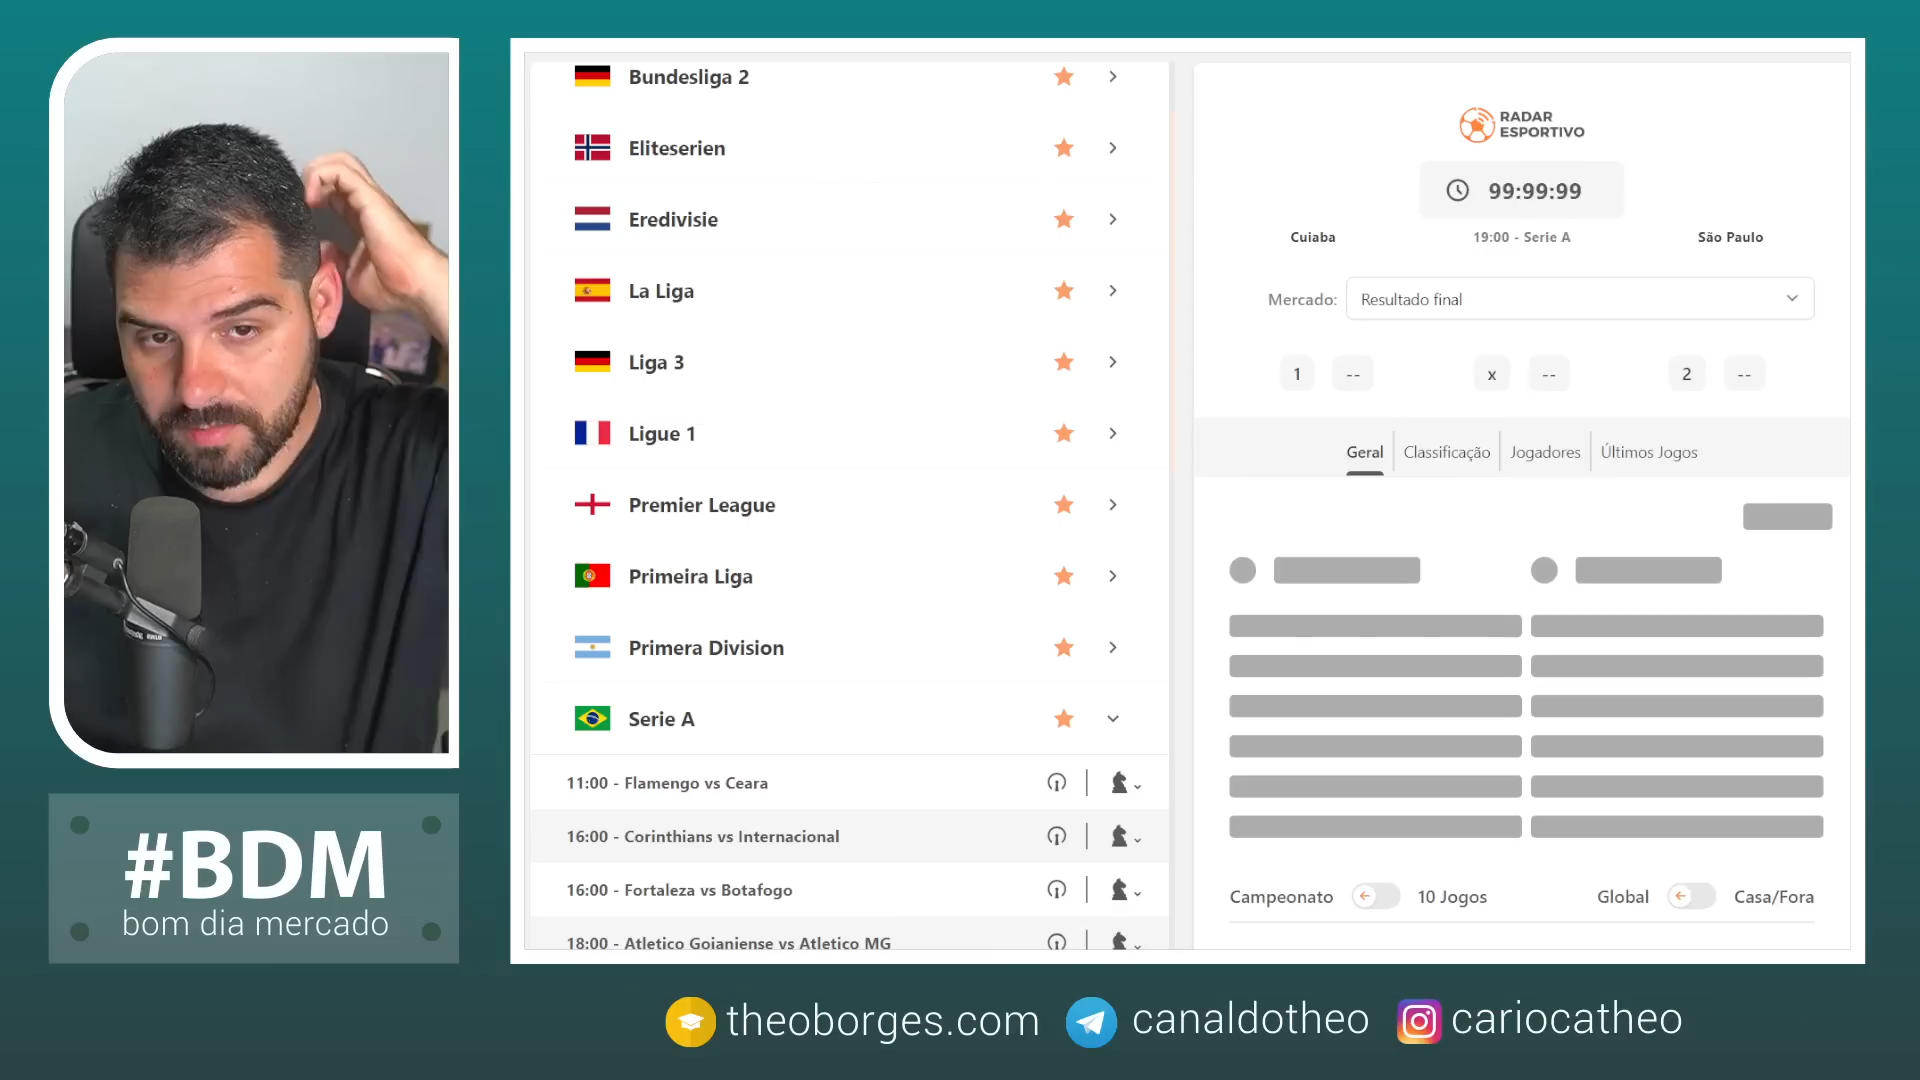 Bundesliga 2
Eliteserien
Eredivisie
La Liga
Liga 3
Ligue 1
Premier League
Primeira Liga
Primera Division
Serie A
11:00 - Flamengo vs Ceara
16:00 - Corinthians vs Internacional
16:00 - Fortaleza vs Botafogo
18:00 - Atletico Goianiense vs Atletico MG
RADAR
ESPORTIVO
99:99:99
Cuiaba 19:00 - Serie A São Paulo
Mercado: Resultado final
1 -- x -- 2 --
Geral Classificação Jogadores Últimos Jogos
Campeonato 10 Jogos Global Casa/Fora
#BDM
bom dia mercado
theoborges.com canaldotheo cariocatheo